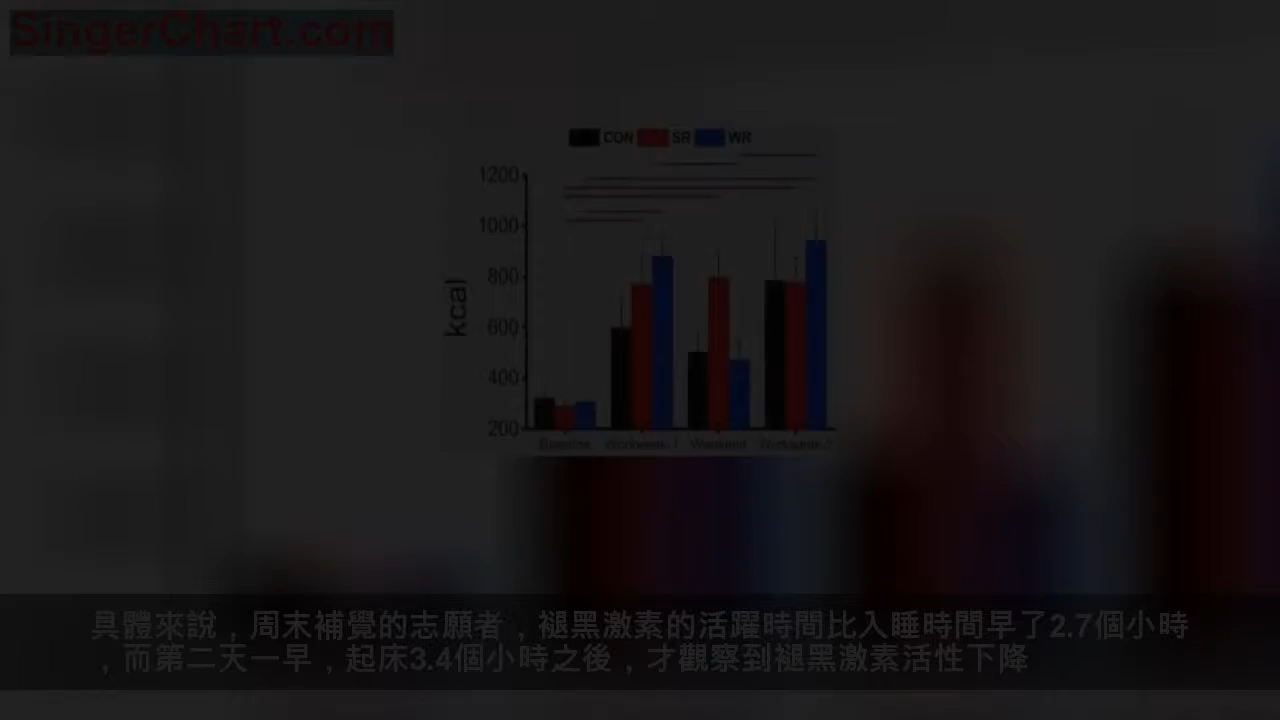 SingerChart.com
CON SR WR
1200
1000
800
600
400
200
kcal
Baseline Workweek-1 Weekend Workweek-2
具體來說，周末補覺的志願者，褪黑激素的活躍時間比入睡時間早了2.7個小時
，而第二天一早，起床3.4個小時之後，才觀察到褪黑激素活性下降